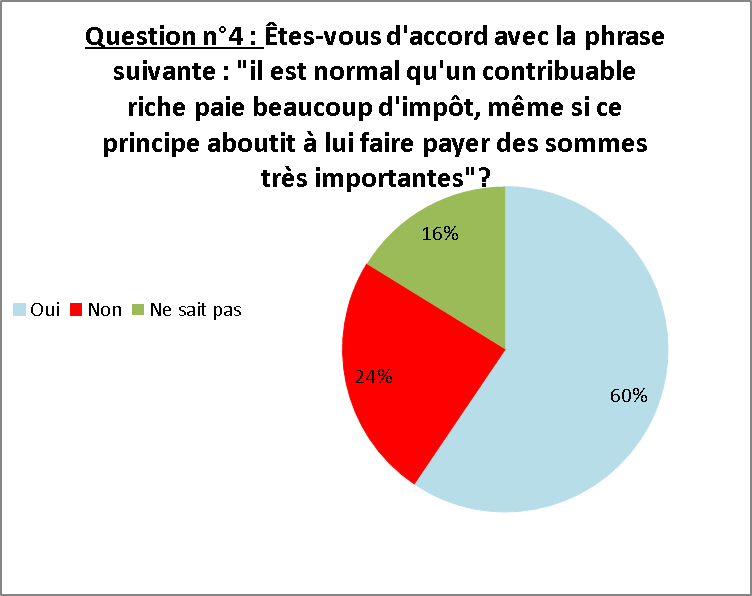 Question n°4 : Êtes-vous d'accord avec la phrase
suivante : "il est normal qu'un contribuable
riche paie beaucoup d'impôt, même si ce
principe aboutit à lui faire payer des sommes
très importantes"?
16%
Oui Non Ne sait pas
24%
60%